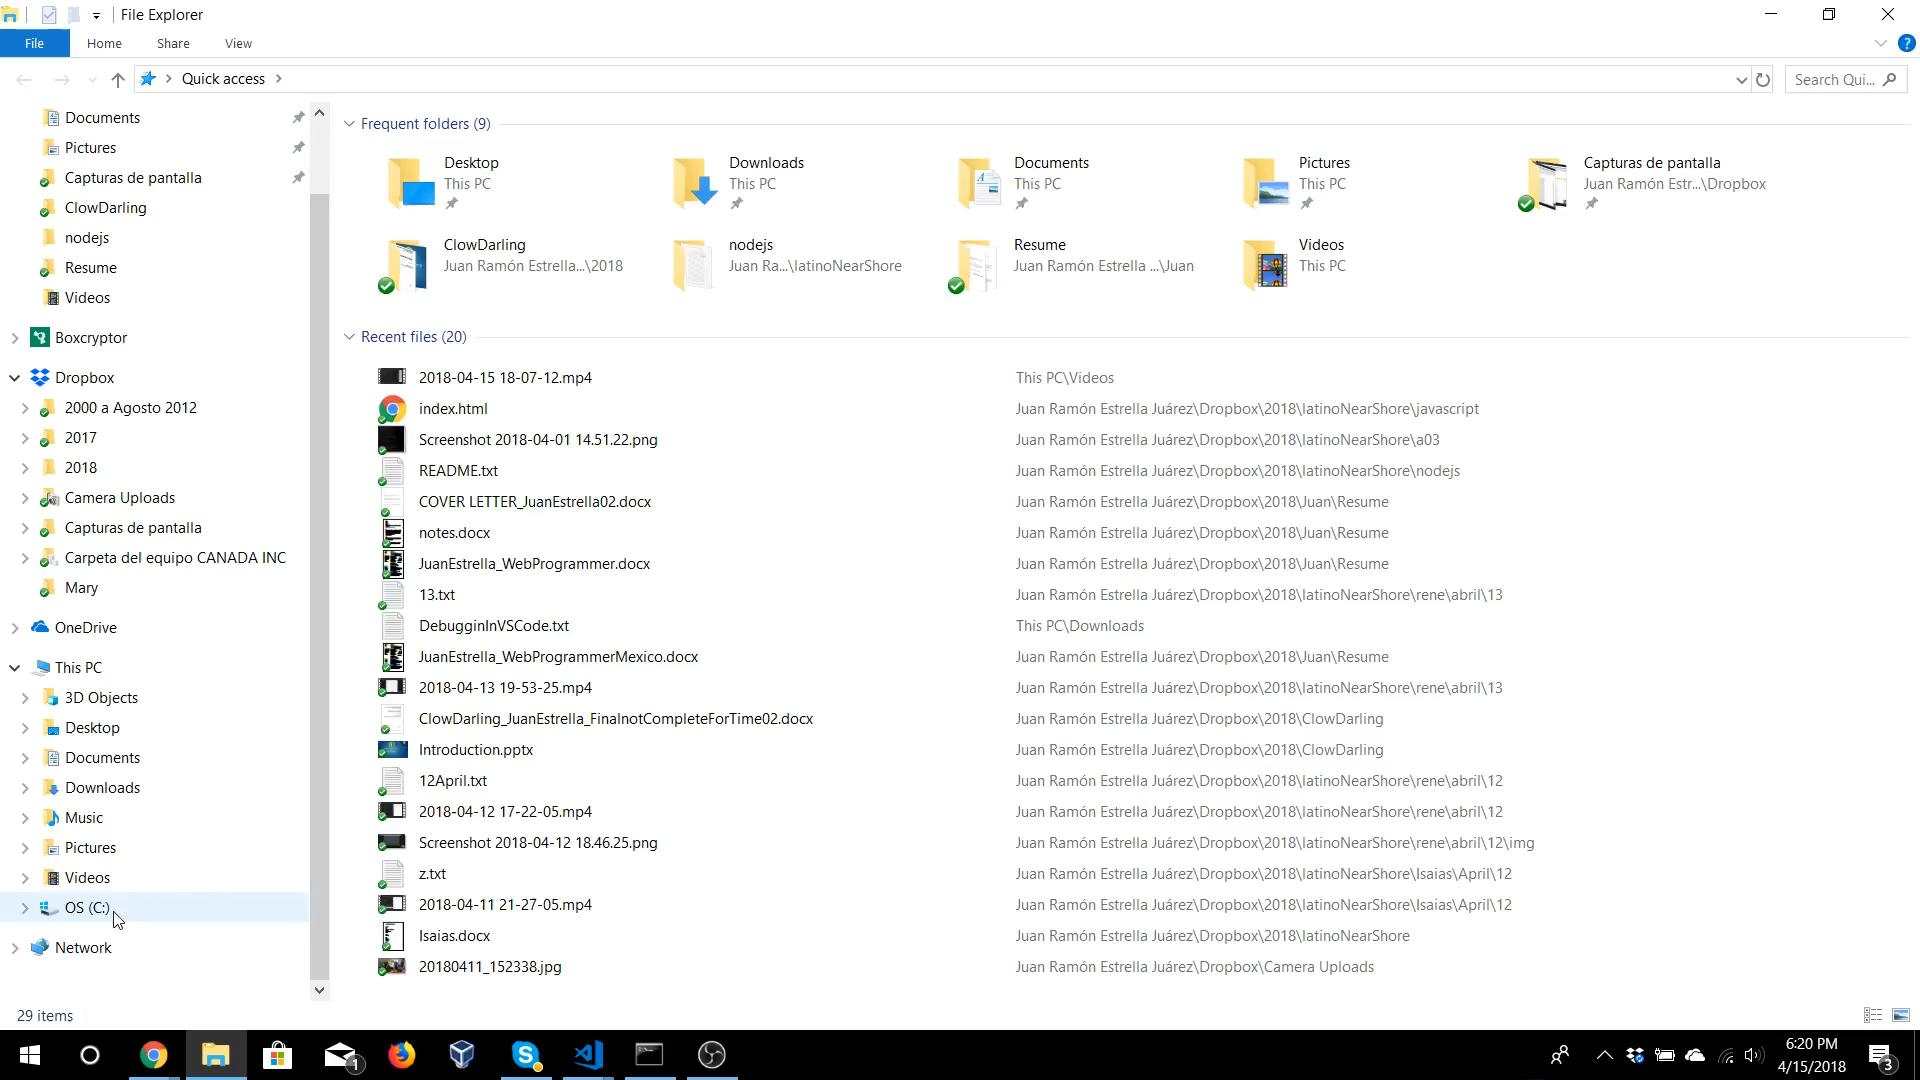 File Explorer
File Home Share View
Quick access
Search Qui...
Documents
Pictures
Capturas de pantalla
ClowDarling
nodejs
Resume
Videos
Boxcryptor
Dropbox
2000 a Agosto 2012
2017
2018
Camera Uploads
Capturas de pantalla
Carpeta del equipo CANADA INC
Mary
OneDrive
This PC
3D Objects
Desktop
Documents
Downloads
Music
Pictures
Videos
OS (C:)
Network
Frequent folders (9)
Desktop
This PC
Downloads
This PC
Documents
This PC
Pictures
This PC
Capturas de pantalla
Juan Ramón Estr...\Dropbox
ClowDarling
Juan Ramón Estrella...\2018
nodejs
Juan Ra...\latinoNearShore
Resume
Juan Ramón Estrella ...\Juan
Videos
This PC
Recent files (20)
2018-04-15 18-07-12.mp4 This PC\Videos
index.html Juan Ramón Estrella Juárez\Dropbox\2018\latinoNearShore\javascript
Screenshot 2018-04-01 14.51.22.png Juan Ramón Estrella Juárez\Dropbox\2018\latinoNearShore\a03
README.txt Juan Ramón Estrella Juárez\Dropbox\2018\latinoNearShore\nodejs
COVER LETTER_JuanEstrella02.docx Juan Ramón Estrella Juárez\Dropbox\2018\Juan\Resume
notes.docx Juan Ramón Estrella Juárez\Dropbox\2018\Juan\Resume
JuanEstrella_WebProgrammer.docx Juan Ramón Estrella Juárez\Dropbox\2018\Juan\Resume
13.txt Juan Ramón Estrella Juárez\Dropbox\2018\latinoNearShore\rene\abril\13
DebugginInVSCode.txt This PC\Downloads
JuanEstrella_WebProgrammerMexico.docx Juan Ramón Estrella Juárez\Dropbox\2018\Juan\Resume
2018-04-13 19-53-25.mp4 Juan Ramón Estrella Juárez\Dropbox\2018\latinoNearShore\rene\abril\13
ClowDarling_JuanEstrella_FinalnotCompleteForTime02.docx Juan Ramón Estrella Juárez\Dropbox\2018\ClowDarling
Introduction.pptx Juan Ramón Estrella Juárez\Dropbox\2018\ClowDarling
12April.txt Juan Ramón Estrella Juárez\Dropbox\2018\latinoNearShore\rene\abril\12
2018-04-12 17-22-05.mp4 Juan Ramón Estrella Juárez\Dropbox\2018\latinoNearShore\rene\abril\12
Screenshot 2018-04-12 18.46.25.png Juan Ramón Estrella Juárez\Dropbox\2018\latinoNearShore\rene\abril\12\img
z.txt Juan Ramón Estrella Juárez\Dropbox\2018\latinoNearShore\Isaias\April\12
2018-04-11 21-27-05.mp4 Juan Ramón Estrella Juárez\Dropbox\2018\latinoNearShore\Isaias\April\12
Isaias.docx Juan Ramón Estrella Juárez\Dropbox\2018\latinoNearShore
20180411_152338.jpg Juan Ramón Estrella Juárez\Dropbox\Camera Uploads
29 items
1
6:20 PM
4/15/2018
3